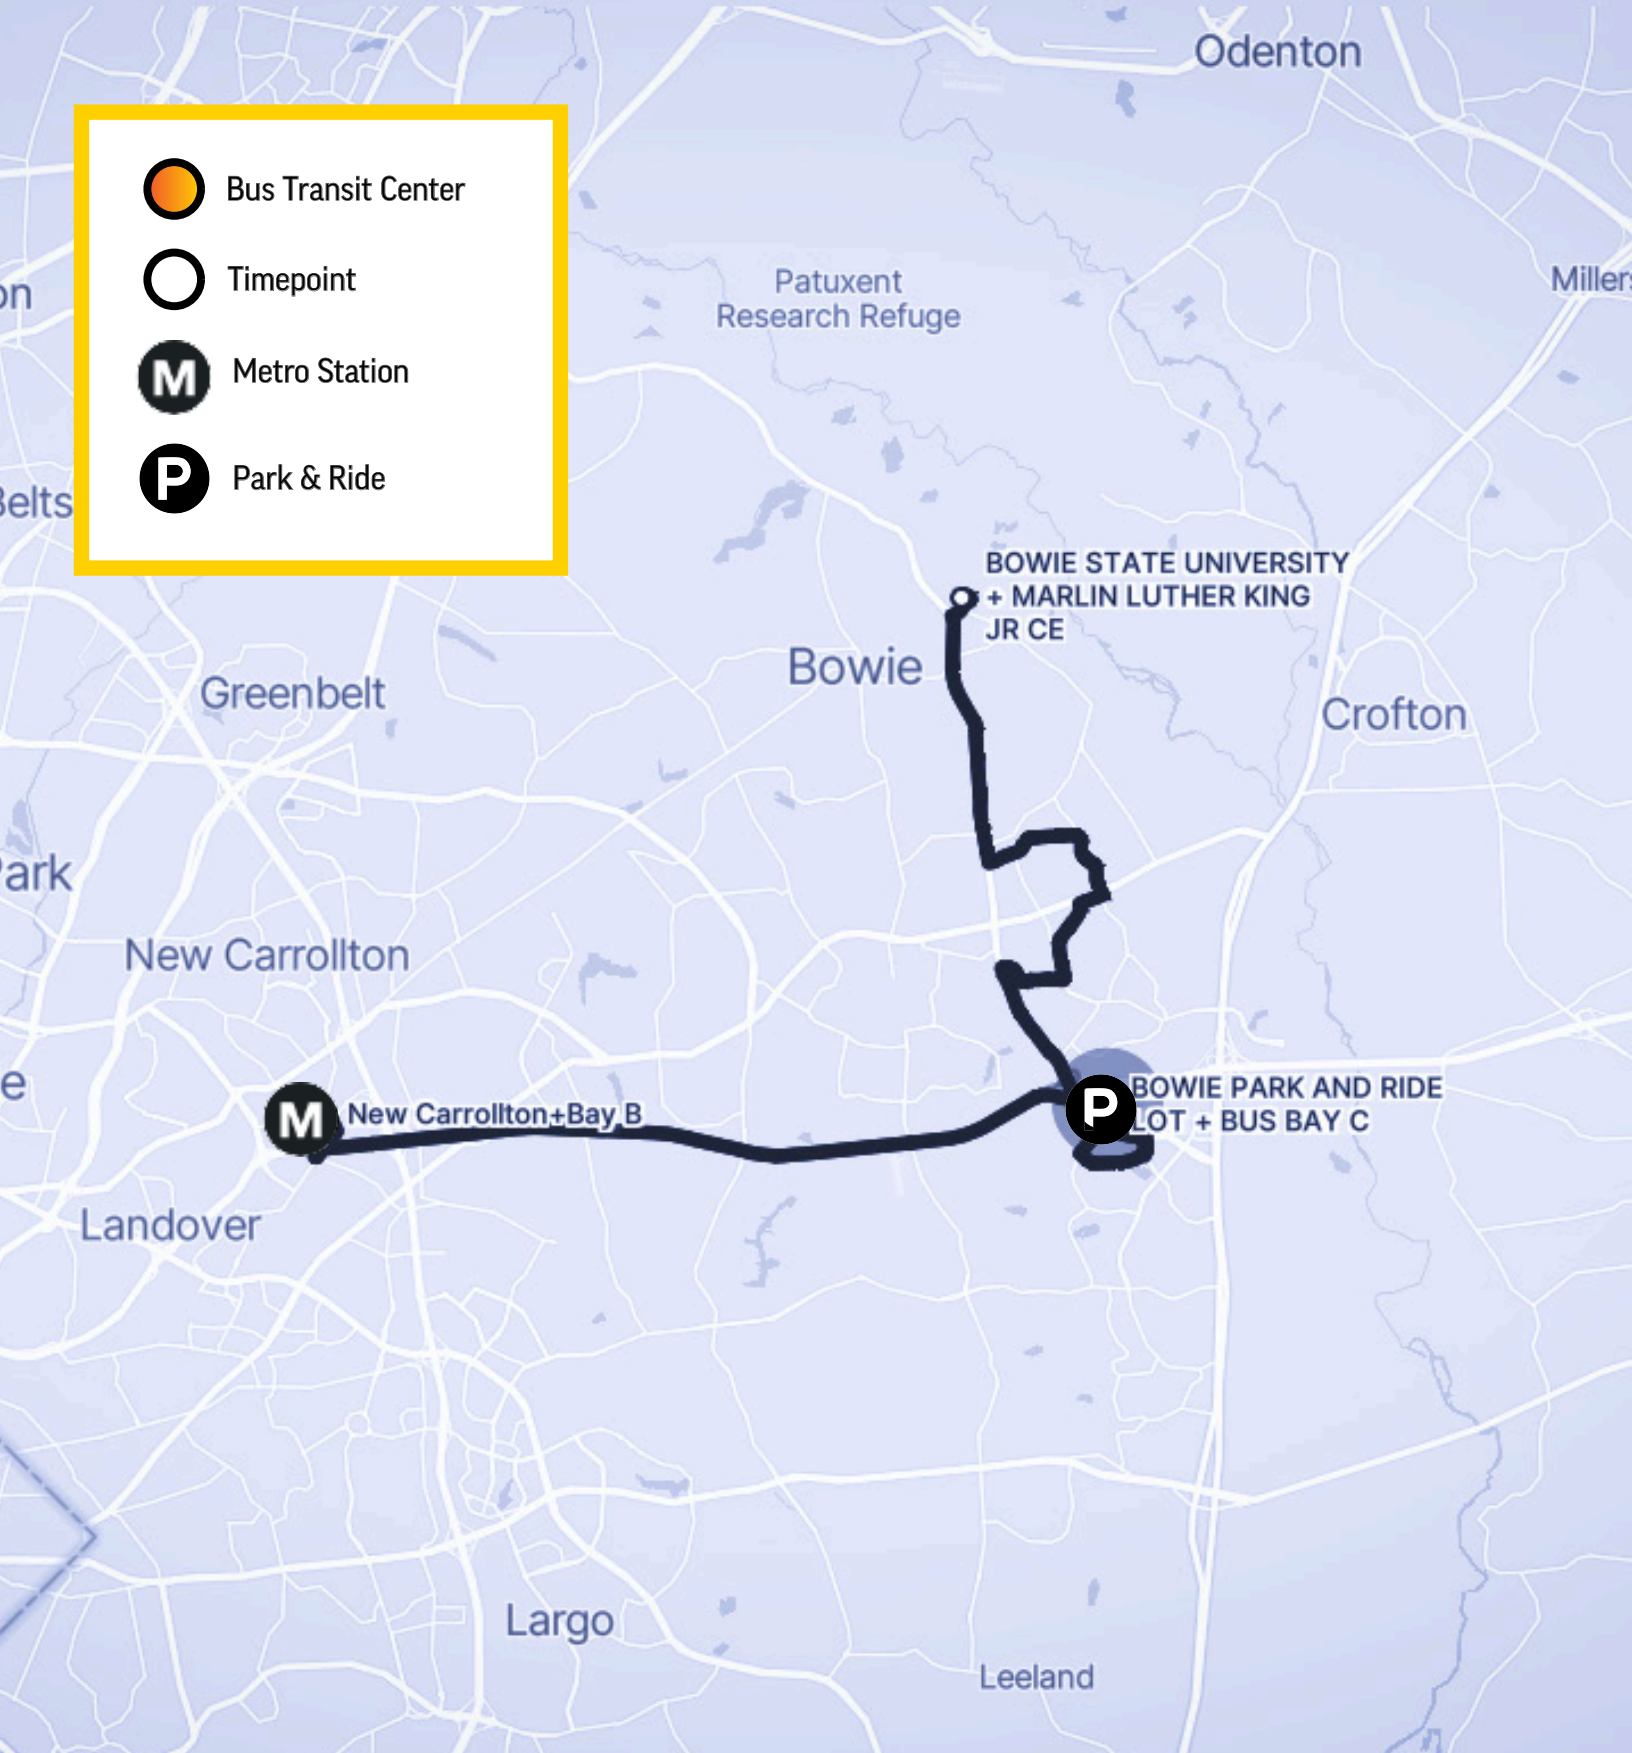 Odenton
Bus Transit Center
Timepoint
Metro Station
P
Park & Ride
M
on
Patuxent
Research Refuge
Millers
Belts
BOWIE STATE UNIVERSITY
+ MARLIN LUTHER KING
JR CE
Bowie
Greenbelt
Crofton
Park
New Carrollton
e
M
New Carrollton+Bay B
P
BOWIE PARK AND RIDE
LOT + BUS BAY C
Landover
Largo
Leeland